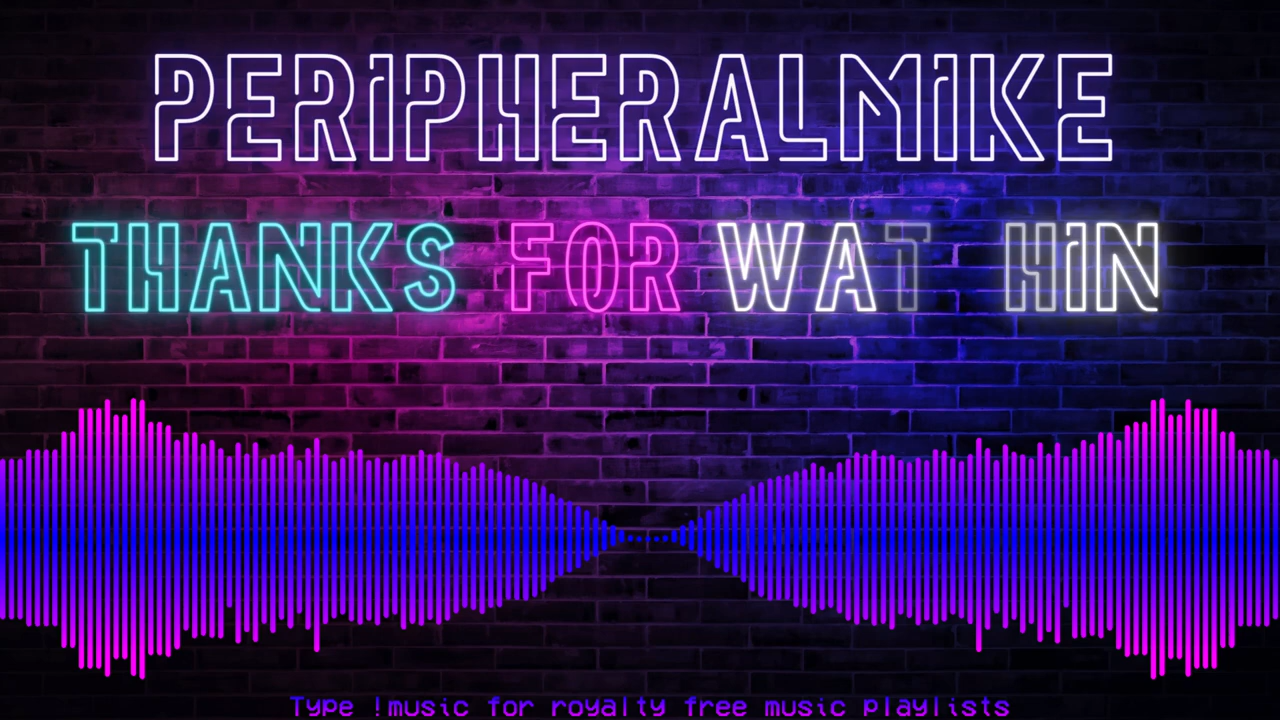 PERIPHERALMIKE
THANKS FOR WAT HIN
Type !music for royalty free music playlists